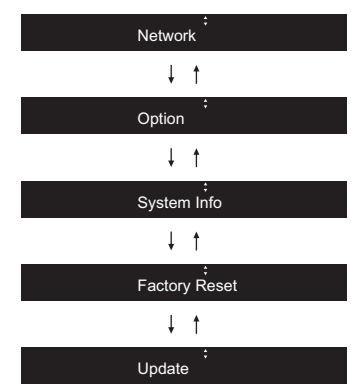 Network
↓ ↑
Option
↓ ↑
System Info
↓ ↑
Factory Reset
↓ ↑
Update